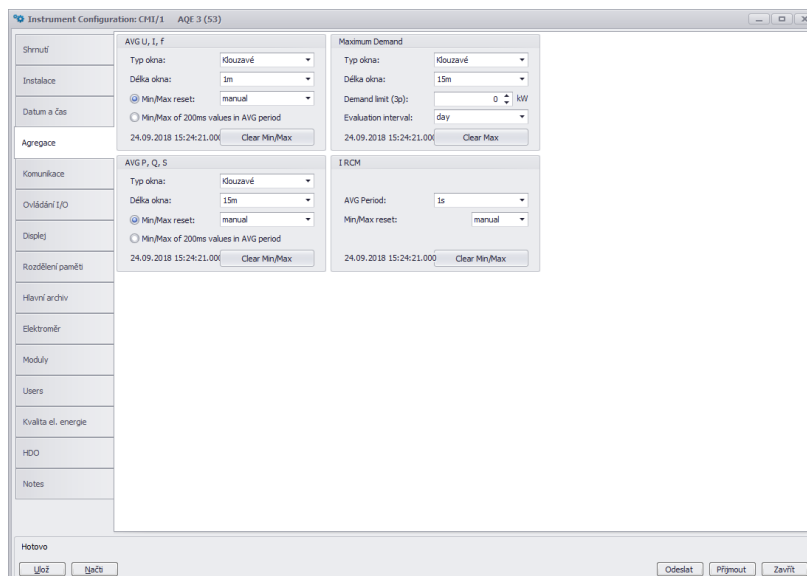 Instrument Configuration: CMI/1 AQE 3 (53)
Shrnutí
Instalace
Datum a čas
Agregace
Komunikace
Ovládání I/O
Displej
Rozdělení paměti
Hlavní archiv
Elektroměr
Moduly
Users
Kvalita el. energie
HDO
Notes
AVG U, I, f
Typ okna: Klouzavé
Délka okna: 1m
Min/Max reset: manual
Min/Max of 200ms values in AVG period
24.09.2018 15:24:21.000 Clear Min/Max
Maximum Demand
Typ okna: Klouzavé
Délka okna: 15m
Demand limit (3p): 0 kW
Evaluation interval: day
24.09.2018 15:24:21.000 Clear Max
AVG P, Q, S
Typ okna: Klouzavé
Délka okna: 15m
Min/Max reset: manual
Min/Max of 200ms values in AVG period
24.09.2018 15:24:21.000 Clear Min/Max
I RCM
AVG Period: 1s
Min/Max reset: manual
24.09.2018 15:24:21.000 Clear Min/Max
Hotovo
Ulož Načti Odeslat Přijmout Zavřít